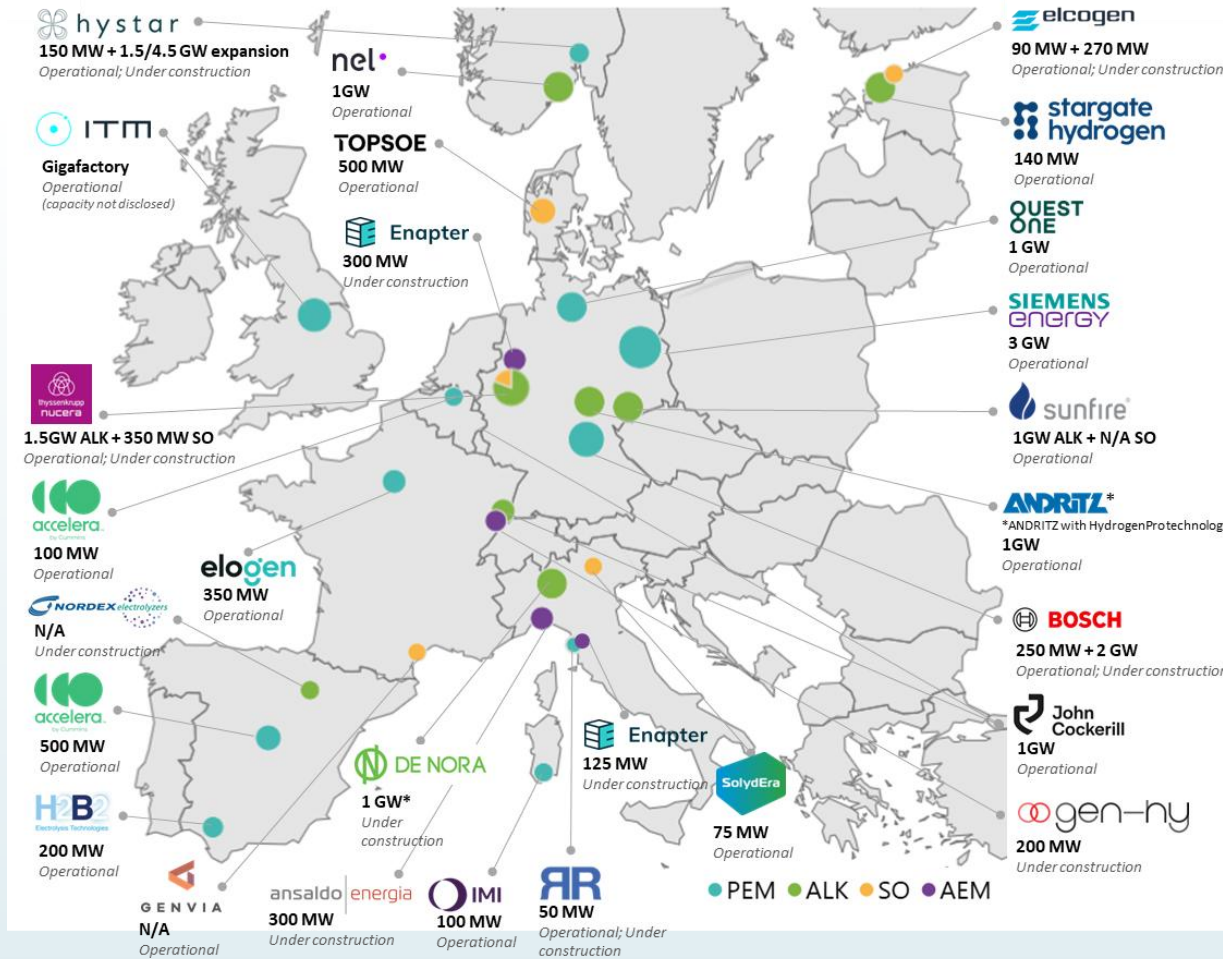 hystar
150 MW + 1.5/4.5 GW expansion
Operational; Under construction
nel
1GW
Operational
ITM
Gigafactory
Operational
(capacity not disclosed)
TOPSOE
500 MW
Operational
Enapter
300 MW
Under construction
thyssenkrupp
nucera
1.5GW ALK + 350 MW SO
Operational; Under construction
accelera
by Cummins
100 MW
Operational
elogen
350 MW
Operational
NORDEX electrolyzers
N/A
Under construction
accelera
by Cummins
500 MW
Operational
H2B2
Electrolysis Technologies
200 MW
Operational
GENVIA
N/A
Operational
DE NORA
1 GW*
Under
construction
ansaldo energia
300 MW
Under construction
IMI
100 MW
Operational
RR
50 MW
Operational; Under
construction
Enapter
125 MW
Under construction
SolydEra
75 MW
Operational
elcogen
90 MW + 270 MW
Operational; Under construction
stargate
hydrogen
140 MW
Operational
QUEST
ONE
1 GW
Operational
SIEMENS
energy
3 GW
Operational
sunfire®
1GW ALK + N/A SO
Operational
ANDRITZ*
*ANDRITZ with HydrogenPro technolog
1GW
Operational
BOSCH
250 MW + 2 GW
Operational; Under construction
John
Cockerill
1GW
Operational
gen-hy
200 MW
Under construction
PEM ALK SO AEM